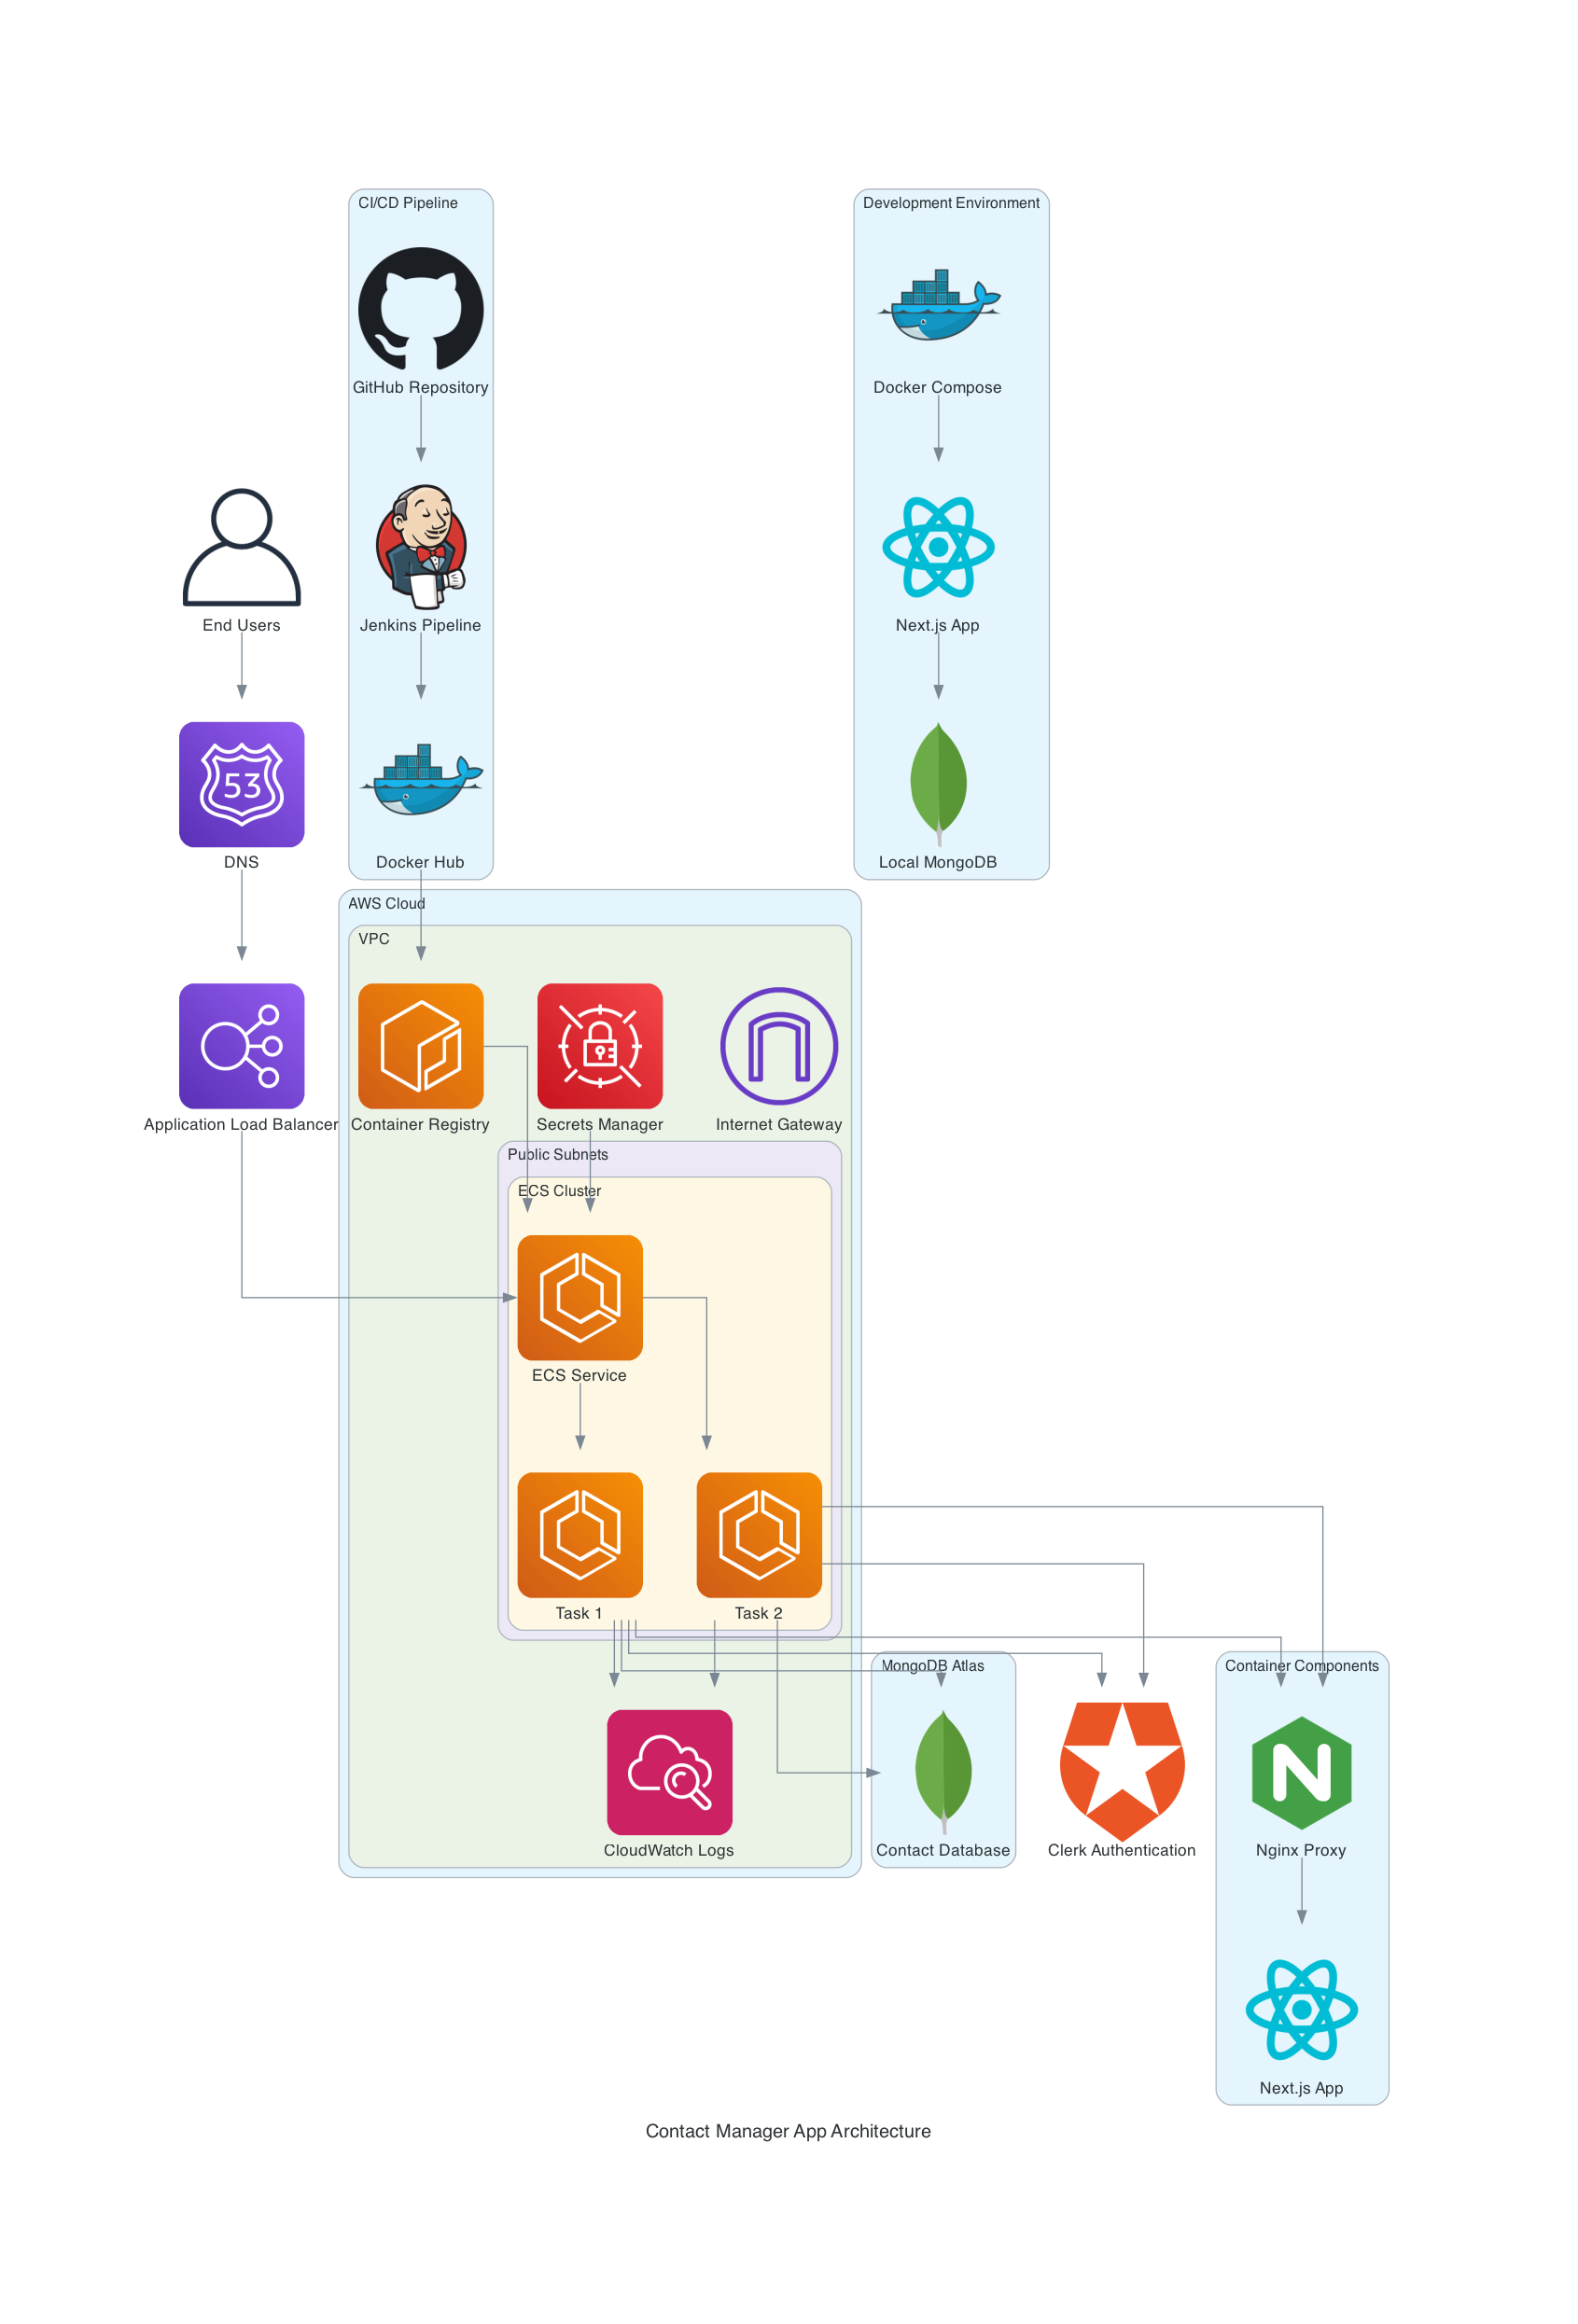 CI/CD Pipeline
Development Environment
GitHub Repository
Docker Compose
End Users
Jenkins Pipeline
Next.js App
53
DNS
Docker Hub
Local MongoDB
AWS Cloud
VPC
Application Load Balancer
Container Registry
Secrets Manager
Internet Gateway
Public Subnets
ECS Cluster
ECS Service
Task 1
Task 2
MongoDB Atlas
Container Components
N
CloudWatch Logs
Contact Database
Clerk Authentication
Nginx Proxy
Next.js App
Contact Manager App Architecture